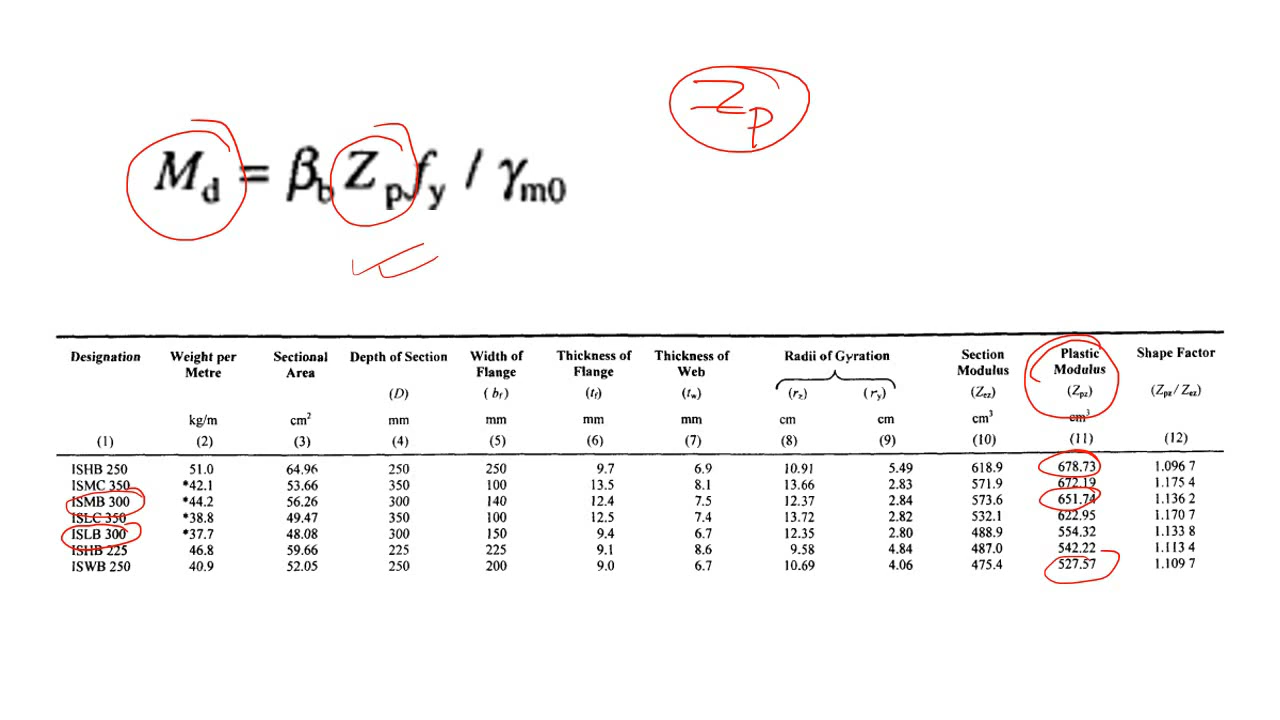 Zp
Md = βb Zp fy / γm0
Designation Weight per Metre Sectional Area Depth of Section Width of Flange Thickness of Flange Thickness of Web Radii of Gyration Section Modulus Plastic Modulus Shape Factor
(D) (bf) (tf) (tw) (rz) (ry) (Zez) (Zpz) (Zpz/Zez)
kg/m cm² mm mm mm mm cm cm cm³ cm³
(1) (2) (3) (4) (5) (6) (7) (8) (9) (10) (11) (12)
ISHB 250 51.0 64.96 250 250 9.7 6.9 10.91 5.49 618.9 678.73 1.096 7
ISMC 350 *42.1 53.66 350 100 13.5 8.1 13.66 2.83 571.9 672.19 1.175 4
ISMB 300 *44.2 56.26 300 140 12.4 7.5 12.37 2.84 573.6 651.74 1.136 2
ISLC 350 *38.8 49.47 350 100 12.5 7.4 13.72 2.82 532.1 622.95 1.170 7
ISLB 300 *37.7 48.08 300 150 9.4 6.7 12.35 2.80 488.9 554.32 1.133 8
ISHB 225 46.8 59.66 225 225 9.1 8.6 9.58 4.84 487.0 542.22 1.113 4
ISWB 250 40.9 52.05 250 200 9.0 6.7 10.69 4.06 475.4 527.57 1.109 7